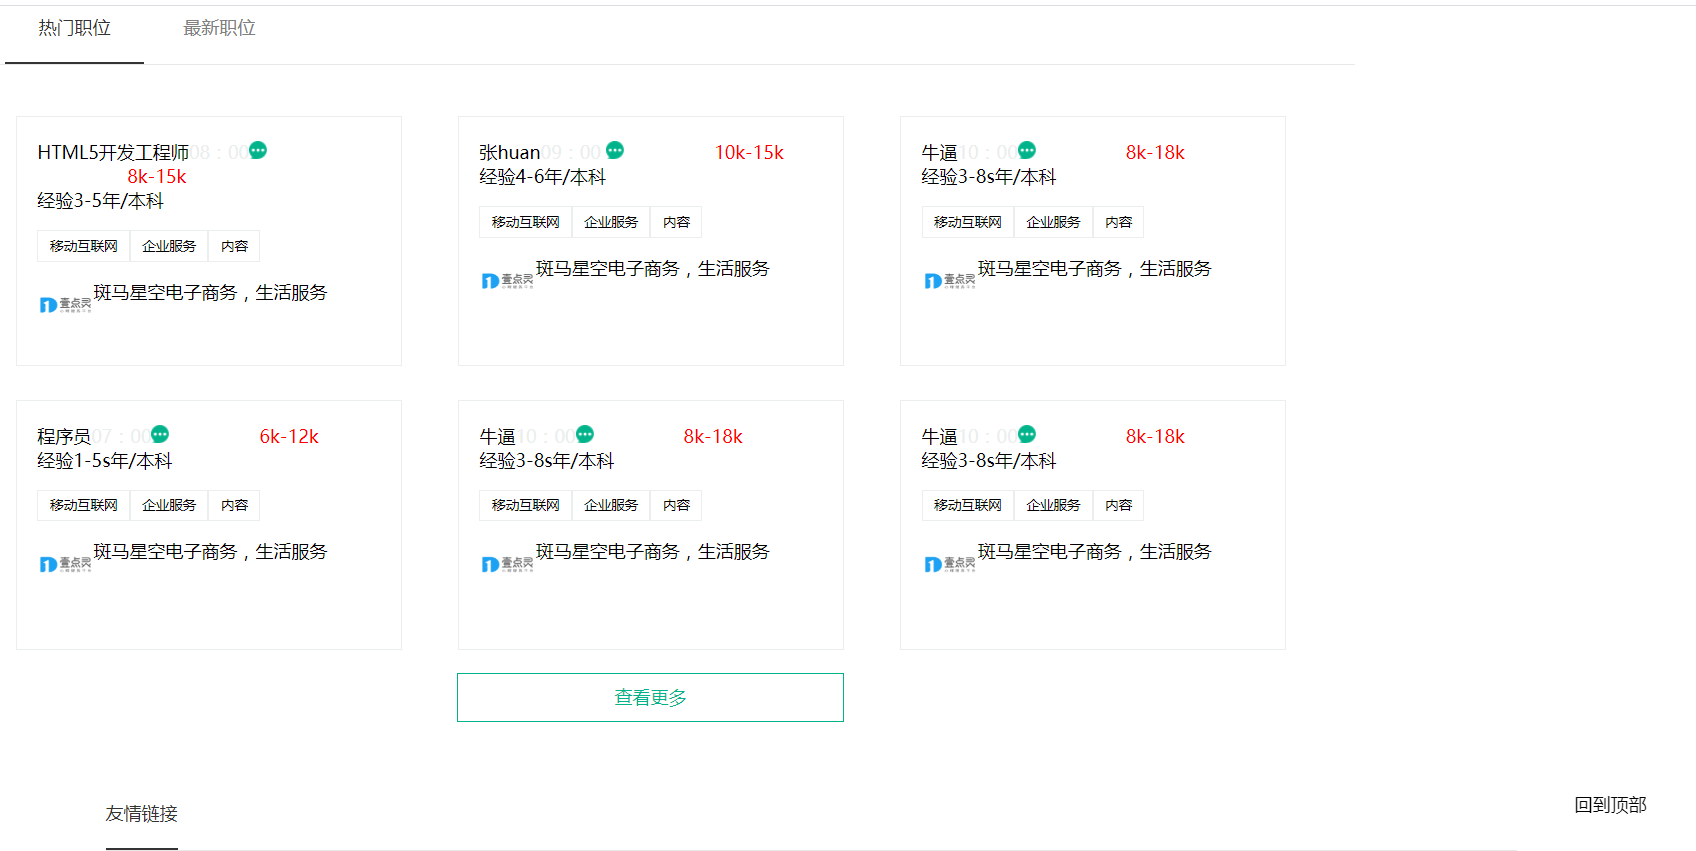 热门职位 最新职位
HTML5开发工程师08：00
8k-15k
经验3-5年/本科
移动互联网 企业服务 内容
壹点灵 斑马星空电子商务，生活服务
张huan09：00 10k-15k
经验4-6年/本科
移动互联网 企业服务 内容
壹点灵 斑马星空电子商务，生活服务
牛逼10：00 8k-18k
经验3-8s年/本科
移动互联网 企业服务 内容
壹点灵 斑马星空电子商务，生活服务
程序员07：00 6k-12k
经验1-5s年/本科
移动互联网 企业服务 内容
壹点灵 斑马星空电子商务，生活服务
牛逼10：00 8k-18k
经验3-8s年/本科
移动互联网 企业服务 内容
壹点灵 斑马星空电子商务，生活服务
牛逼10：00 8k-18k
经验3-8s年/本科
移动互联网 企业服务 内容
壹点灵 斑马星空电子商务，生活服务
查看更多
回到顶部
友情链接